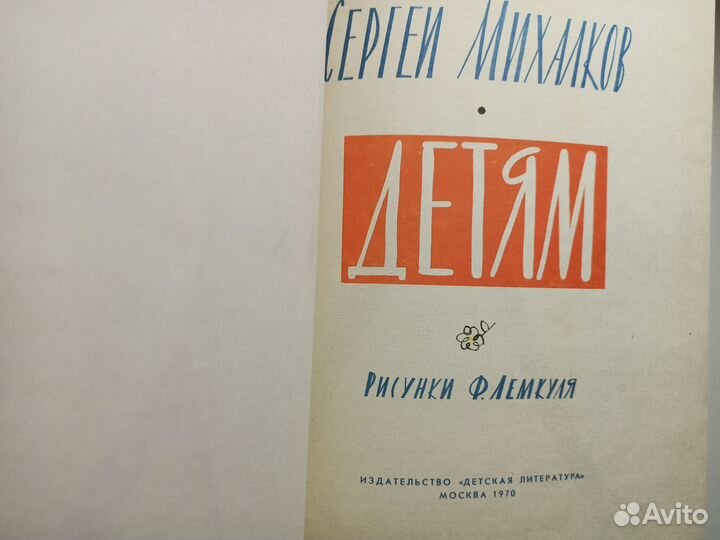 Сергей Михалков
Детям
Рисунки Ф. Лемкуля
ИЗДАТЕЛЬСТВО «ДЕТСКАЯ ЛИТЕРАТУРА»
МОСКВА 1970
Avito